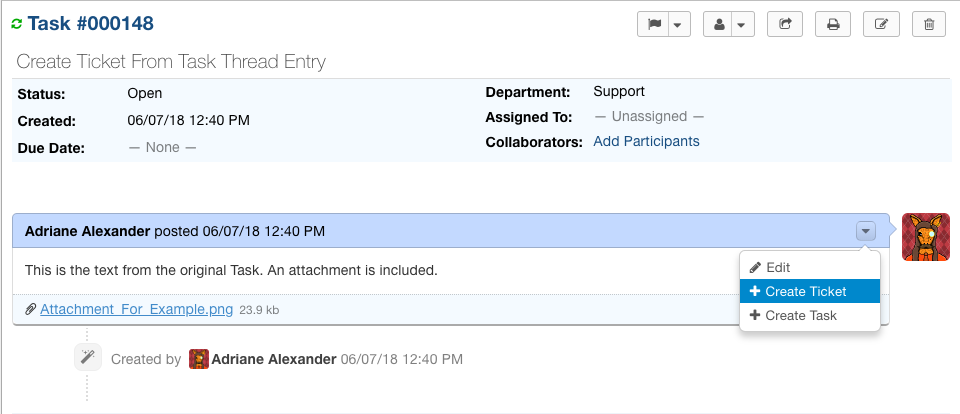 Task #000148
Create Ticket From Task Thread Entry
Status: Open
Created: 06/07/18 12:40 PM
Due Date: — None —
Department: Support
Assigned To: — Unassigned —
Collaborators: Add Participants
Adriane Alexander posted 06/07/18 12:40 PM
This is the text from the original Task. An attachment is included.
Attachment_For_Example.png 23.9 kb
Edit
Create Ticket
Create Task
Created by Adriane Alexander 06/07/18 12:40 PM